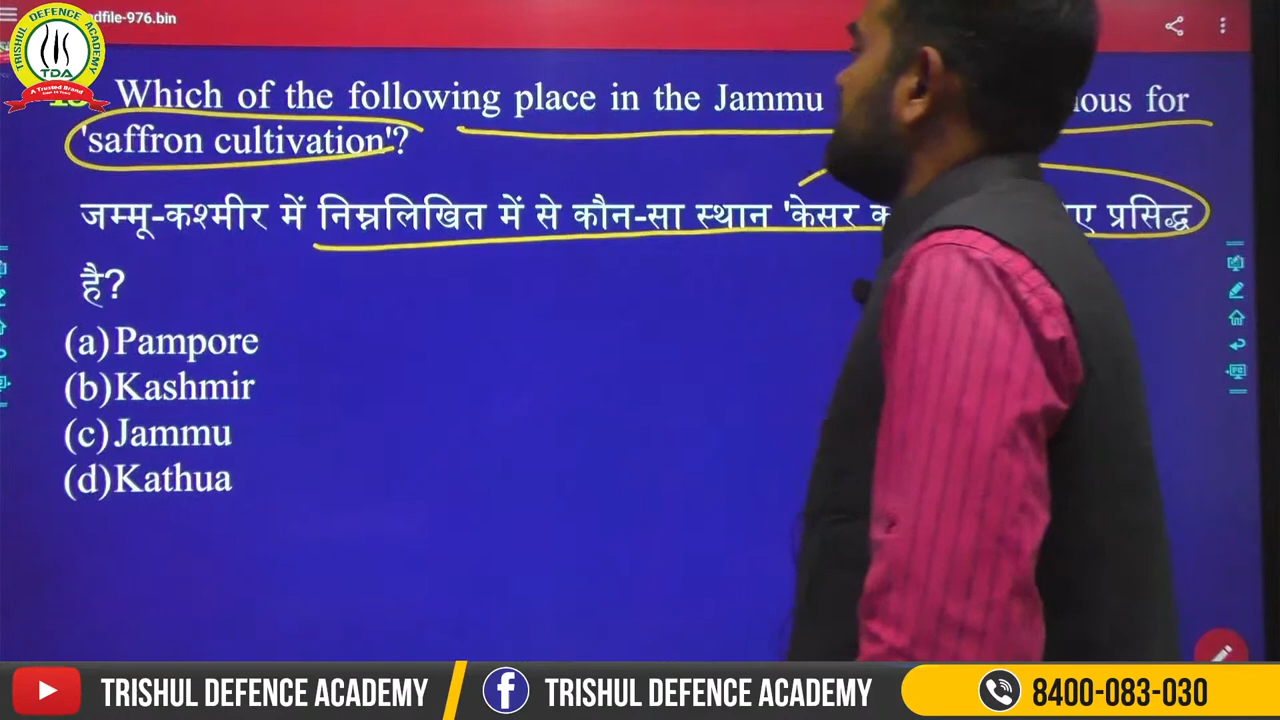 dfile-976.bin
TRISHUL DEFENCE ACADEMY
TDA
A Trusted Brand
Which of the following place in the Jammu for
'saffron cultivation'?
जम्मू-कश्मीर में निम्नलिखित में से कौन-सा स्थान 'केसर प्रसिद्ध
है?
(a) Pampore
(b) Kashmir
(c) Jammu
(d) Kathua
TRISHUL DEFENCE ACADEMY TRISHUL DEFENCE ACADEMY 8400-083-030